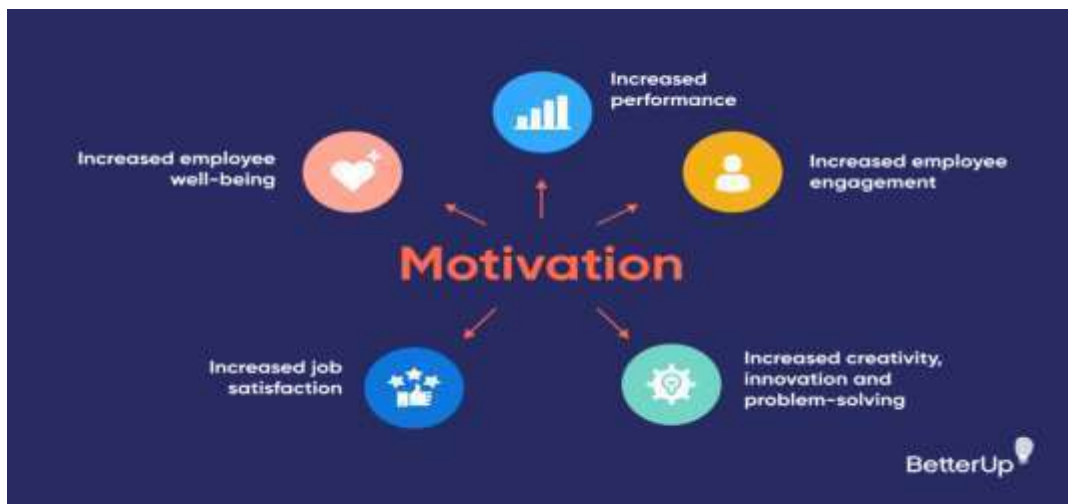 Increased
performance
Increased employee
well-being
Increased employee
engagement
Motivation
Increased job
satisfaction
Increased creativity,
innovation and
problem-solving
BetterUp